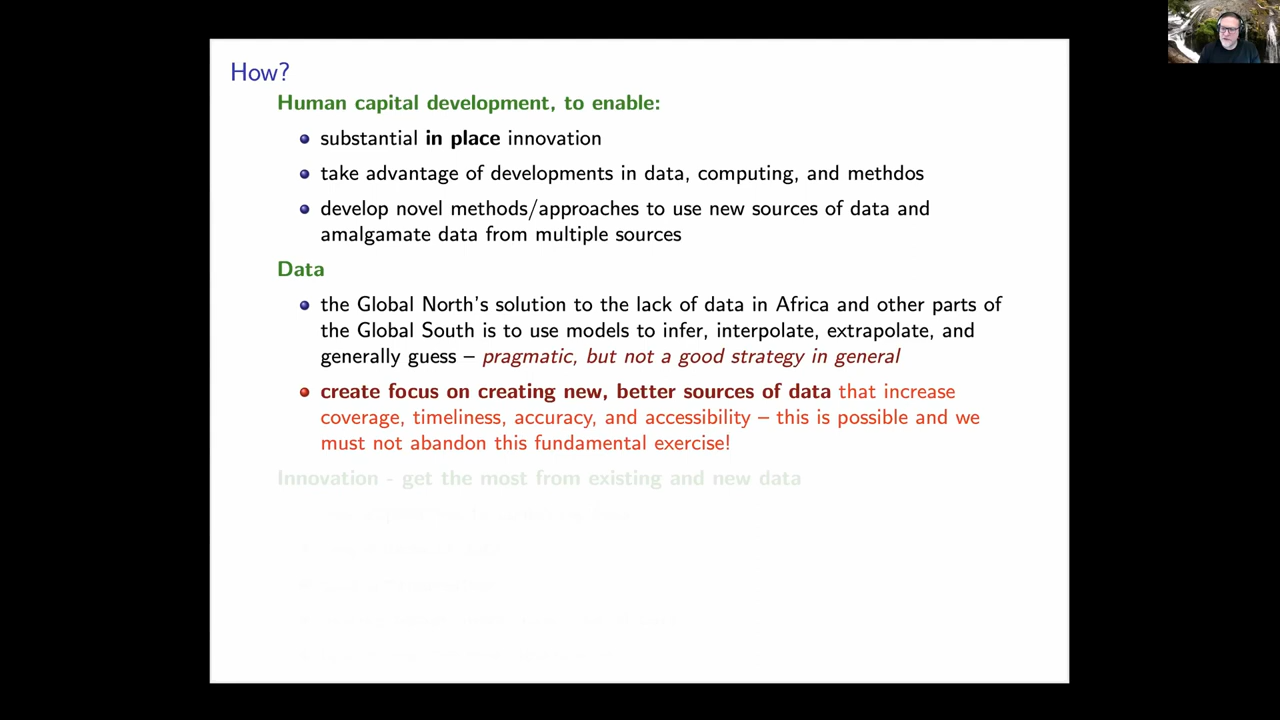 How?
Human capital development, to enable:
substantial in place innovation
take advantage of developments in data, computing, and methdos
develop novel methods/approaches to use new sources of data and
amalgamate data from multiple sources
Data
the Global North's solution to the lack of data in Africa and other parts of
the Global South is to use models to infer, interpolate, extrapolate, and
generally guess – pragmatic, but not a good strategy in general
create focus on creating new, better sources of data that increase
coverage, timeliness, accuracy, and accessibility – this is possible and we
must not abandon this fundamental exercise!
Innovation - get the most from existing and new data